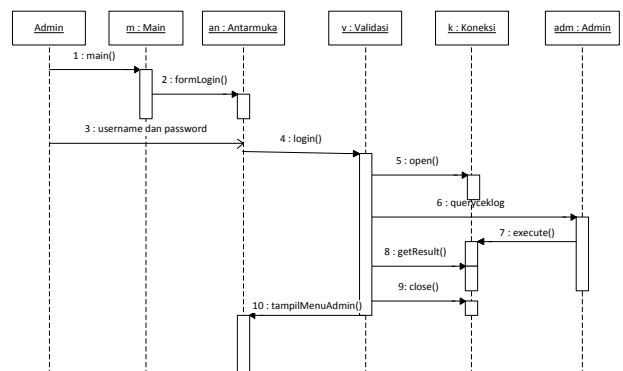 Admin
m : Main
an : Antarmuka
v : Validasi
k : Koneksi
adm : Admin
1 : main()
2 : formLogin()
3 : username dan password
4 : login()
5 : open()
6 : queryceklog
7 : execute()
8 : getResult()
9: close()
10 : tampilMenuAdmin()